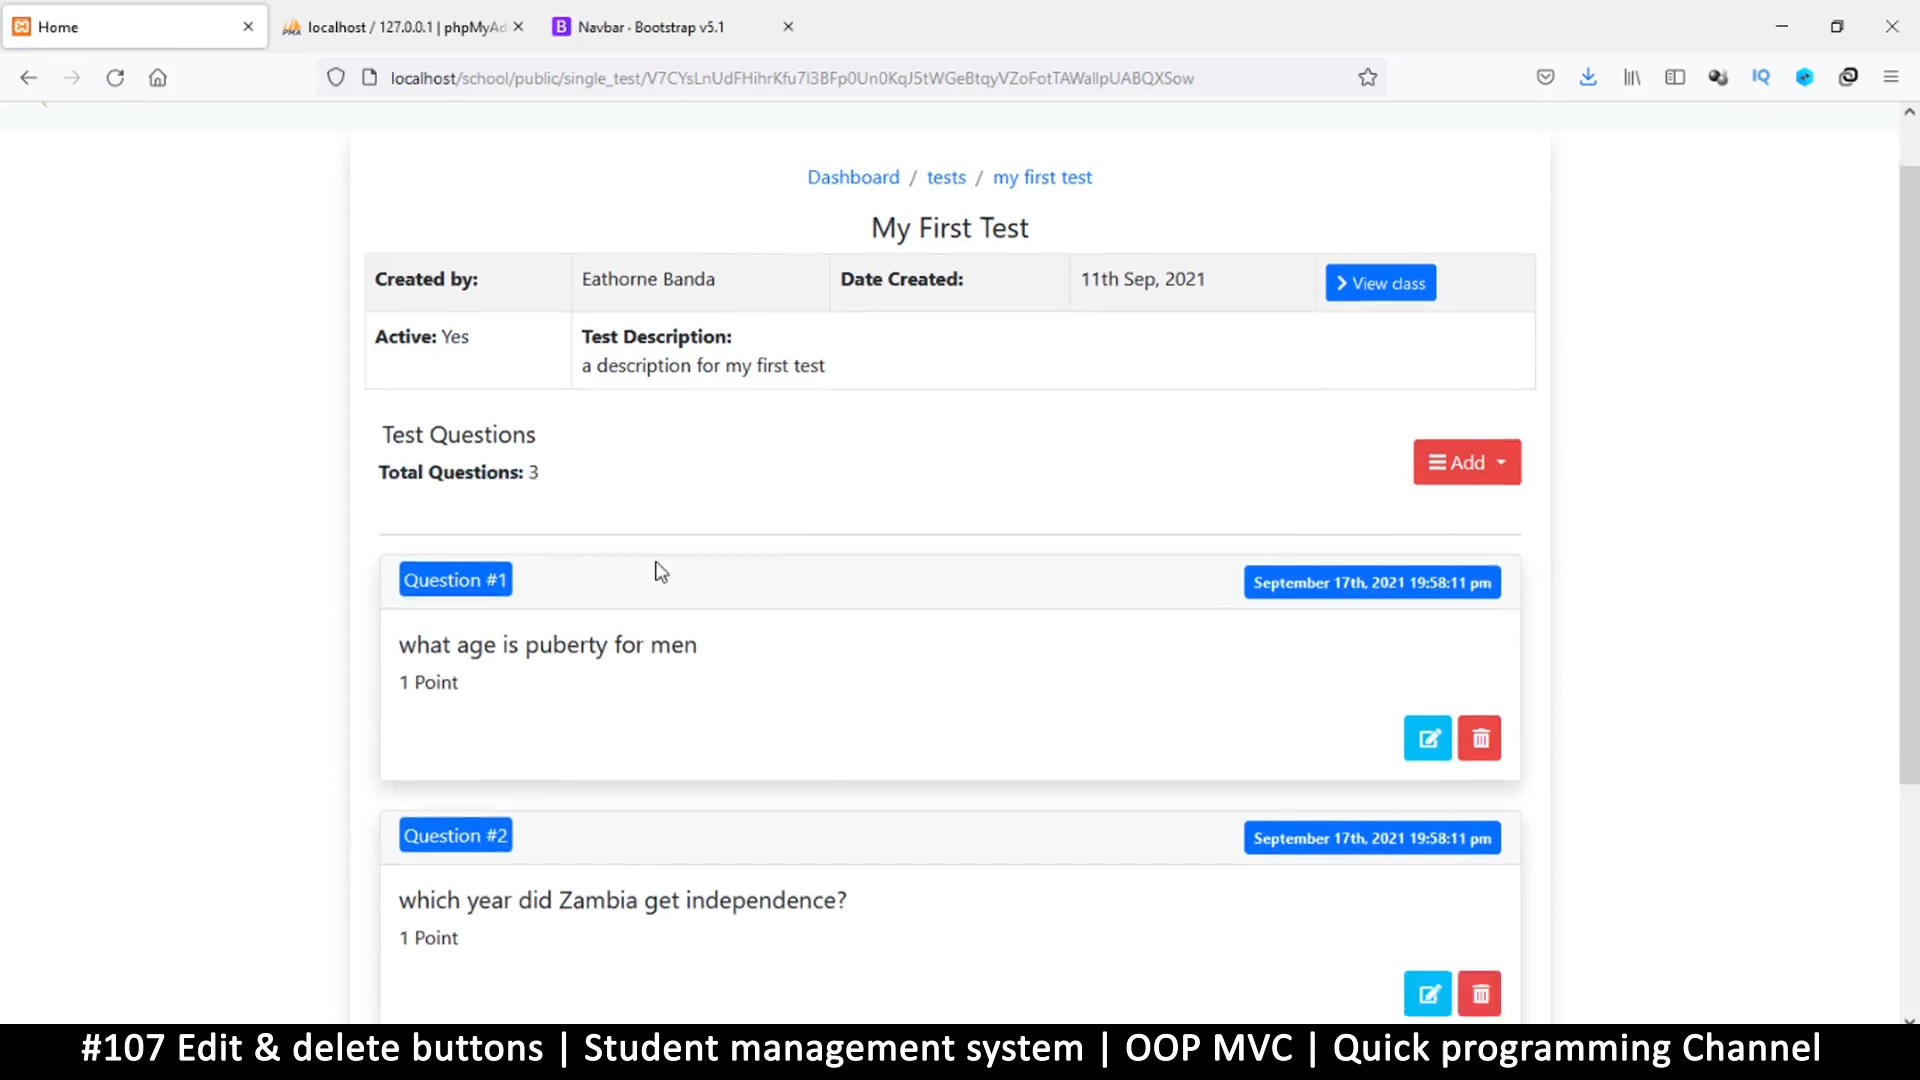 Home
localhost / 127.0.0.1 | phpMyAd
Navbar · Bootstrap v5.1
localhost/school/public/single_test/V7CYsLnUdFHihrKfu7I3BFp0Un0KqJ5tWGeBtqyVZoFotTAWallpUABQXSow
IQ
Dashboard / tests / my first test
My First Test
Created by: Eathorne Banda Date Created: 11th Sep, 2021 View class
Active: Yes Test Description:
a description for my first test
Test Questions
Total Questions: 3
Add
Question #1 September 17th, 2021 19:58:11 pm
what age is puberty for men
1 Point
Question #2 September 17th, 2021 19:58:11 pm
which year did Zambia get independence?
1 Point
#107 Edit & delete buttons | Student management system | OOP MVC | Quick programming Channel